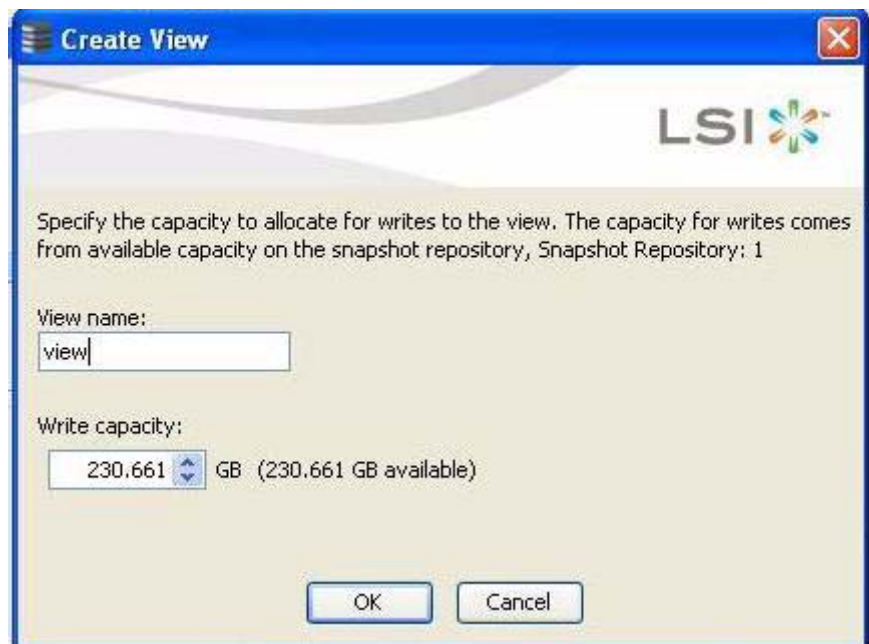 Create View
LSI
Specify the capacity to allocate for writes to the view. The capacity for writes comes
from available capacity on the snapshot repository, Snapshot Repository: 1
View name:
view
Write capacity:
230.661 GB (230.661 GB available)
OK Cancel